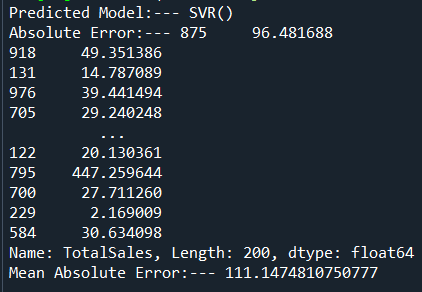 Predicted Model:--- SVR()
Absolute Error:--- 875     96.481688
918     49.351386
131     14.787089
976     39.441494
705     29.240248
...
122     20.130361
795    447.259644
700     27.711260
229      2.169009
584     30.634098
Name: TotalSales, Length: 200, dtype: float64
Mean Absolute Error:--- 111.1474810750777